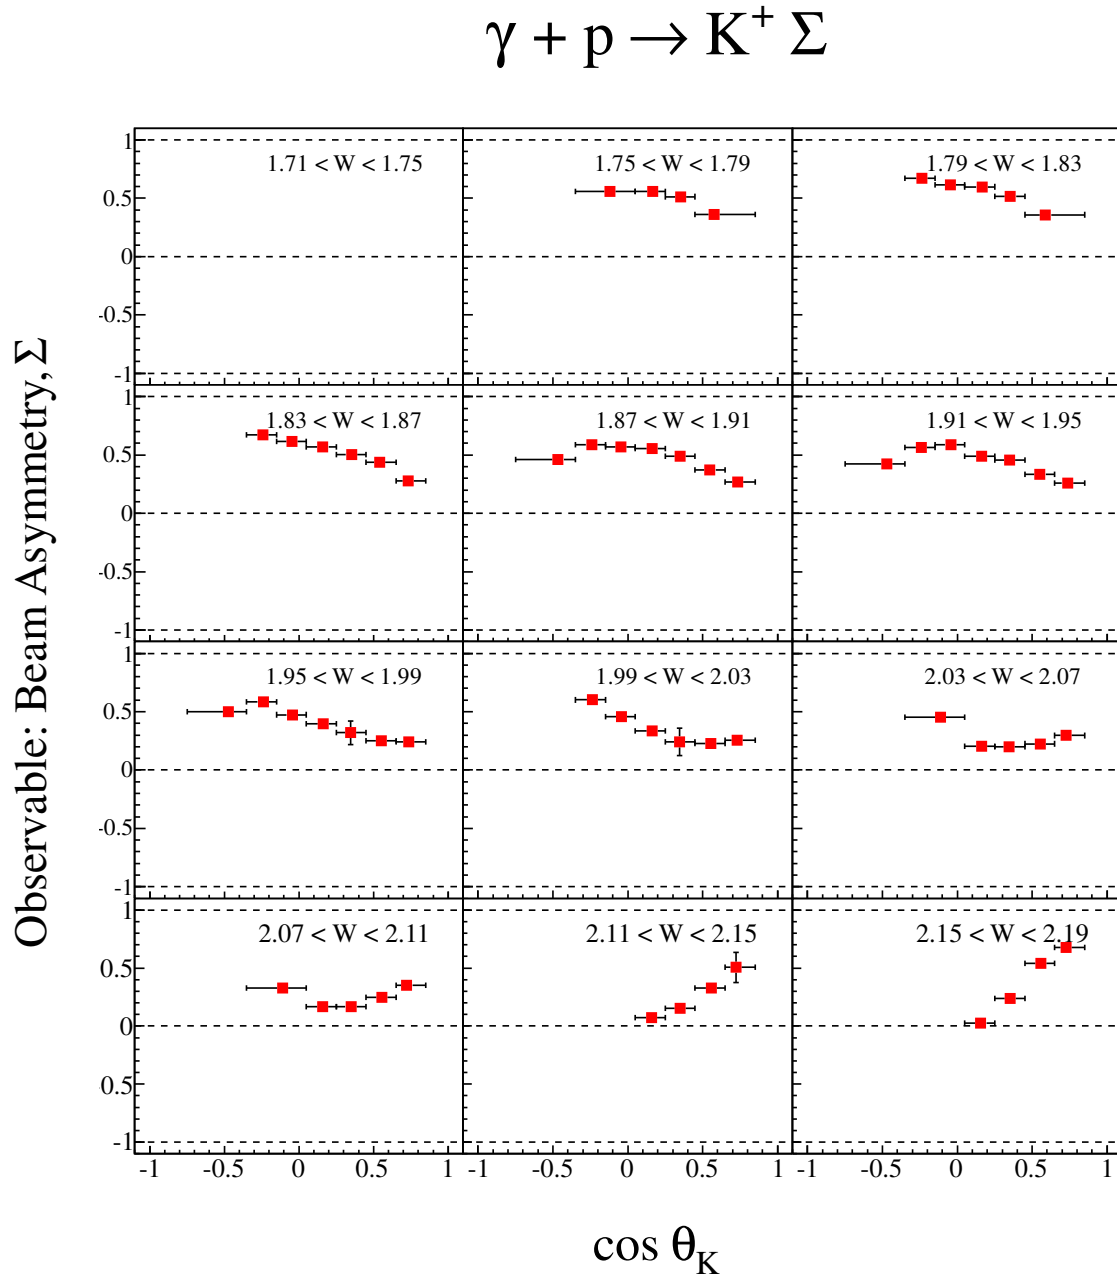 γ + p → K⁺ Σ
Observable: Beam Asymmetry, Σ
1.71 < W < 1.75
1.75 < W < 1.79
1.79 < W < 1.83
1
0.5
0
-0.5
-1
1.83 < W < 1.87
1.87 < W < 1.91
1.91 < W < 1.95
1
0.5
0
-0.5
-1
1.95 < W < 1.99
1.99 < W < 2.03
2.03 < W < 2.07
1
0.5
0
-0.5
-1
2.07 < W < 2.11
2.11 < W < 2.15
2.15 < W < 2.19
1
0.5
0
-0.5
-1
-1 -0.5 0 0.5 1
-1 -0.5 0 0.5 1
-1 -0.5 0 0.5 1
cos θ_K